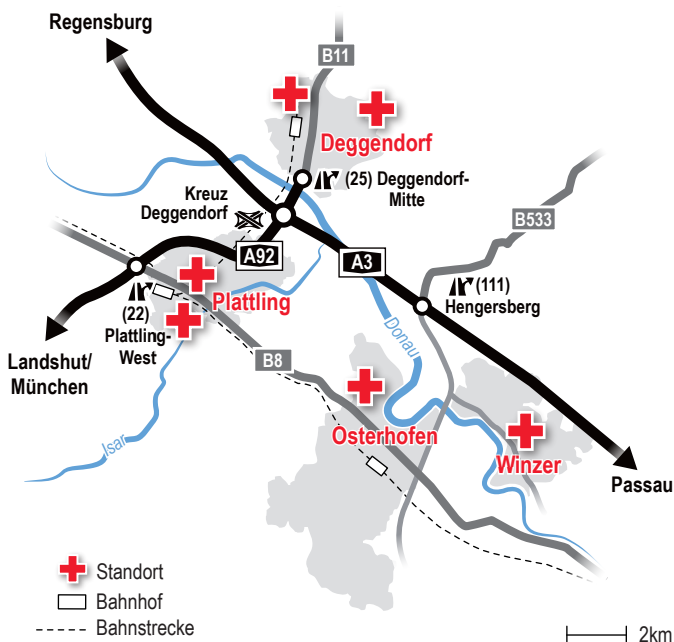 Regensburg
B11
Deggendorf
(25) Deggendorf-
Mitte
Kreuz
Deggendorf
B533
A92
A3
(111)
Hengersberg
Plattling
(22)
Plattling-
West
Landshut/
München
Donau
B8
Isar
Osterhofen
Winzer
Passau
Standort
Bahnhof
Bahnstrecke
2km